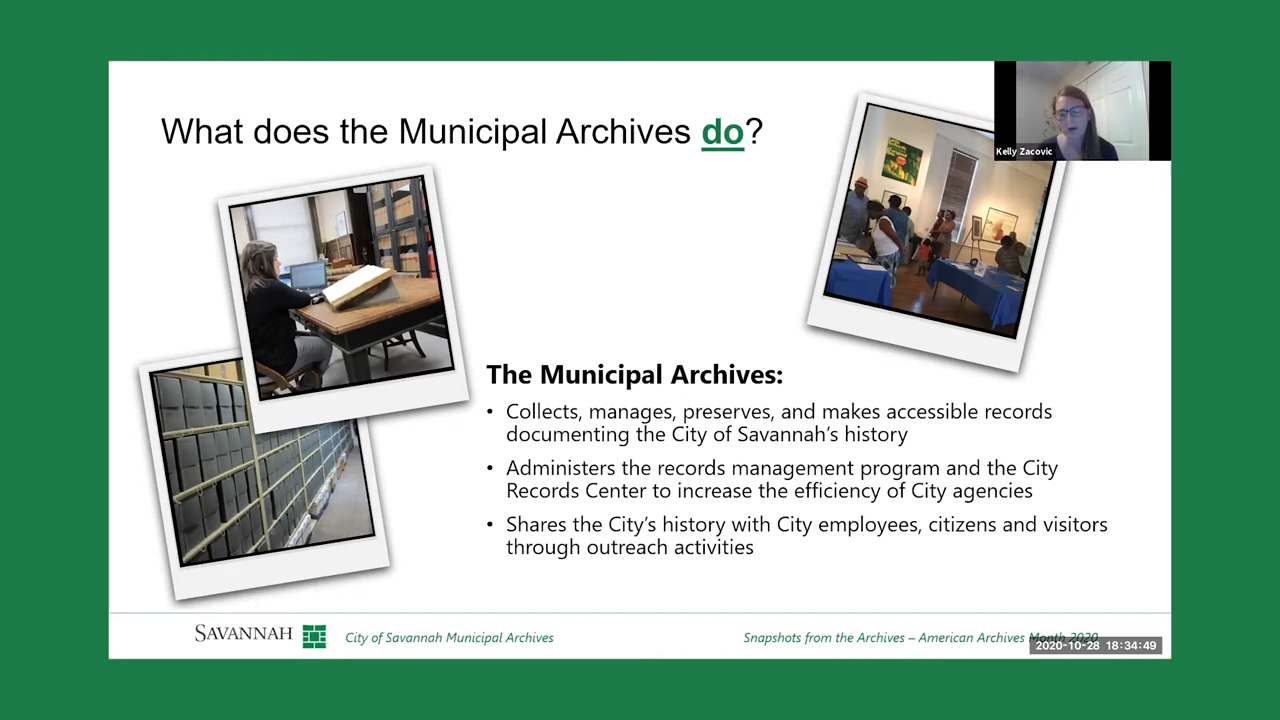 What does the Municipal Archives do?
Kelly Zacovic
The Municipal Archives:
• Collects, manages, preserves, and makes accessible records
documenting the City of Savannah's history
• Administers the records management program and the City
Records Center to increase the efficiency of City agencies
• Shares the City's history with City employees, citizens and visitors
through outreach activities
SAVANNAH
City of Savannah Municipal Archives
Snapshots from the Archives – American Archives Month 2020
2020-10-28 18:34:49